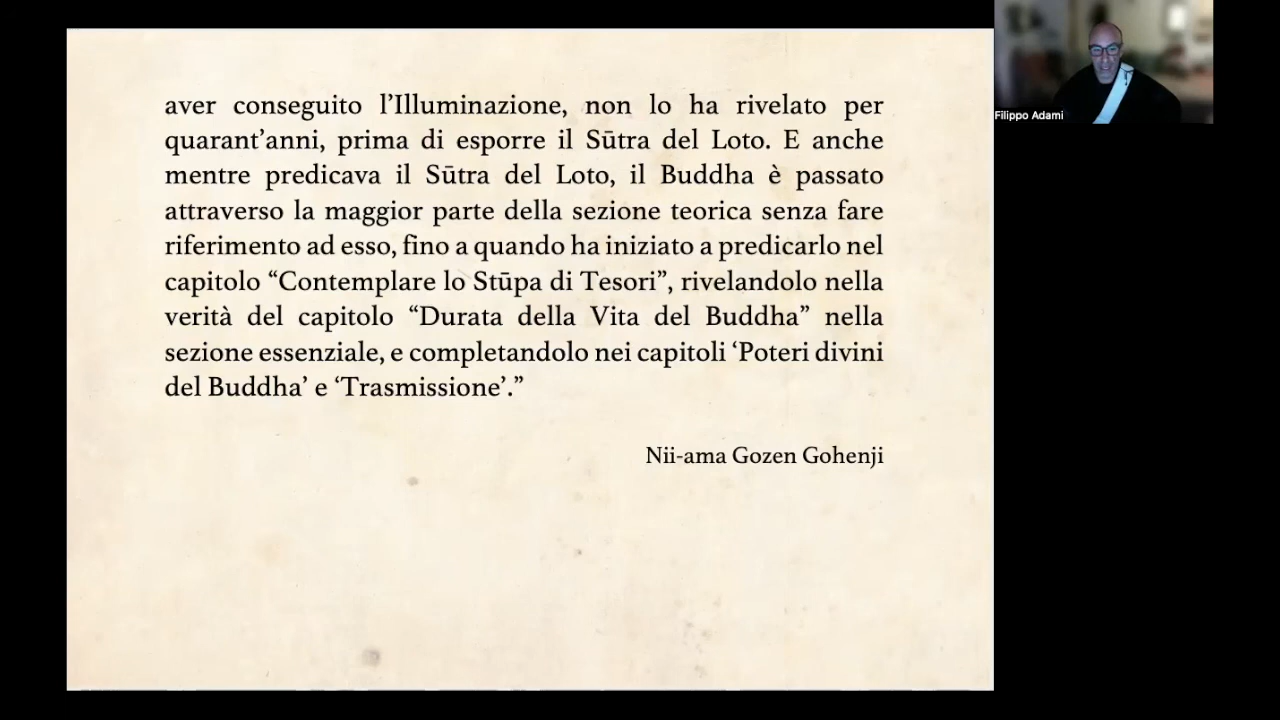 aver conseguito l’Illuminazione, non lo ha rivelato per
quarant’anni, prima di esporre il Sūtra del Loto. E anche
mentre predicava il Sūtra del Loto, il Buddha è passato
attraverso la maggior parte della sezione teorica senza fare
riferimento ad esso, fino a quando ha iniziato a predicarlo nel
capitolo “Contemplare lo Stūpa di Tesori”, rivelandolo nella
verità del capitolo “Durata della Vita del Buddha” nella
sezione essenziale, e completandolo nei capitoli ‘Poteri divini
del Buddha’ e ‘Trasmissione’.”
Nii-ama Gozen Gohenji
Filippo Adami